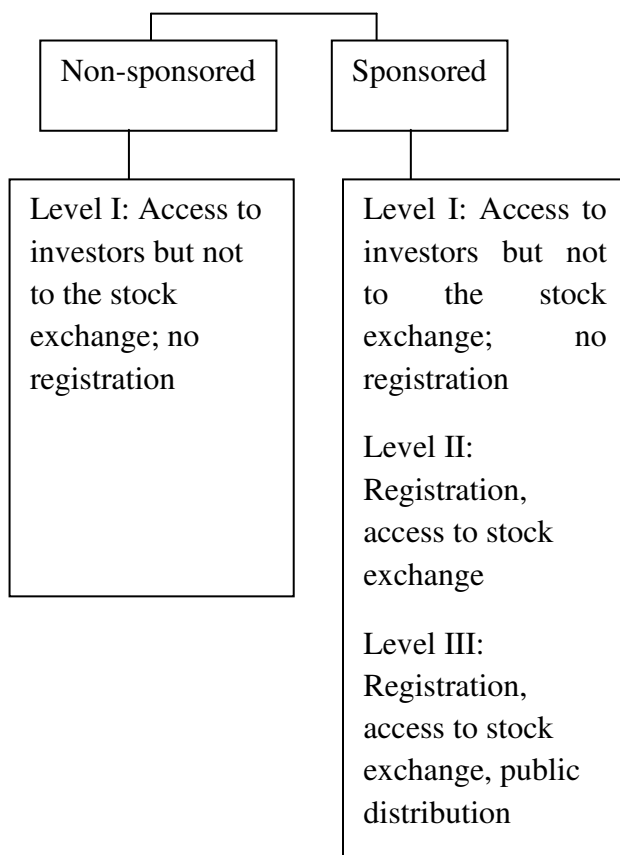 Non-sponsored
Sponsored
Level I: Access to
investors but not
to the stock
exchange; no
registration
Level I: Access to
investors but not
to the stock
exchange; no
registration
Level II:
Registration,
access to stock
exchange
Level III:
Registration,
access to stock
exchange, public
distribution